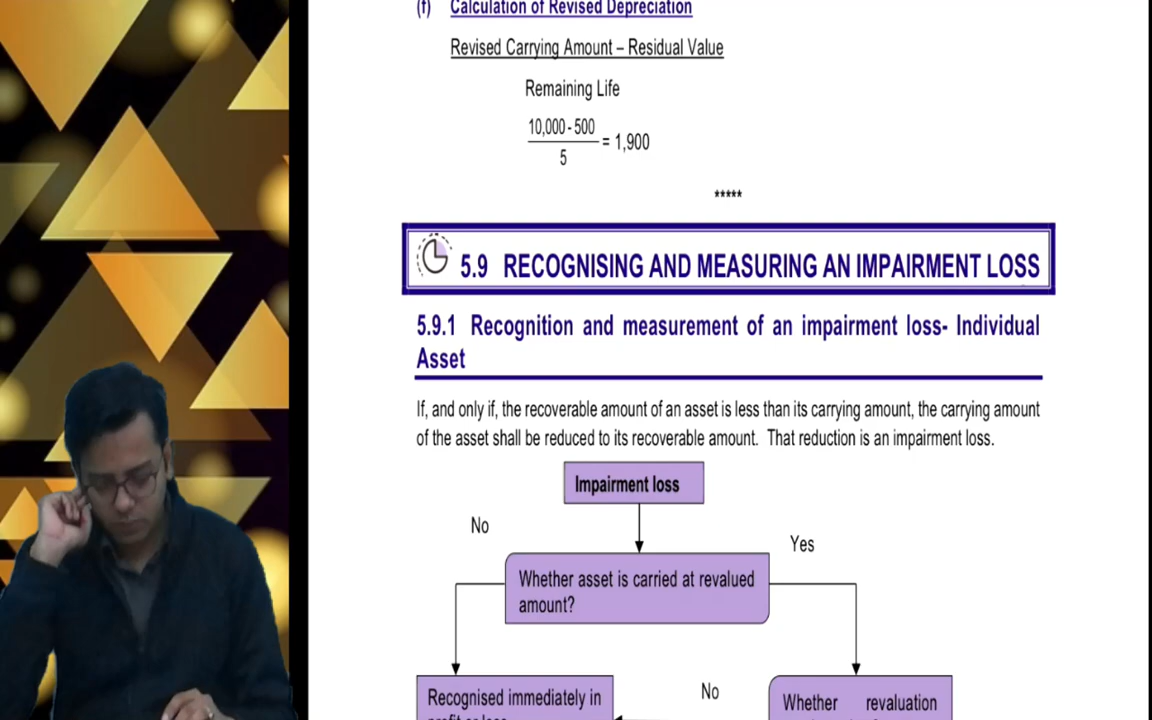 (f) Calculation of Revised Depreciation
Revised Carrying Amount – Residual Value
Remaining Life
10,000 - 500
= 1,900
5
*****
5.9 RECOGNISING AND MEASURING AN IMPAIRMENT LOSS
5.9.1 Recognition and measurement of an impairment loss- Individual
Asset
If, and only if, the recoverable amount of an asset is less than its carrying amount, the carrying amount
of the asset shall be reduced to its recoverable amount. That reduction is an impairment loss.
Impairment loss
No
Yes
Whether asset is carried at revalued
amount?
Recognised immediately in
No
Whether revaluation